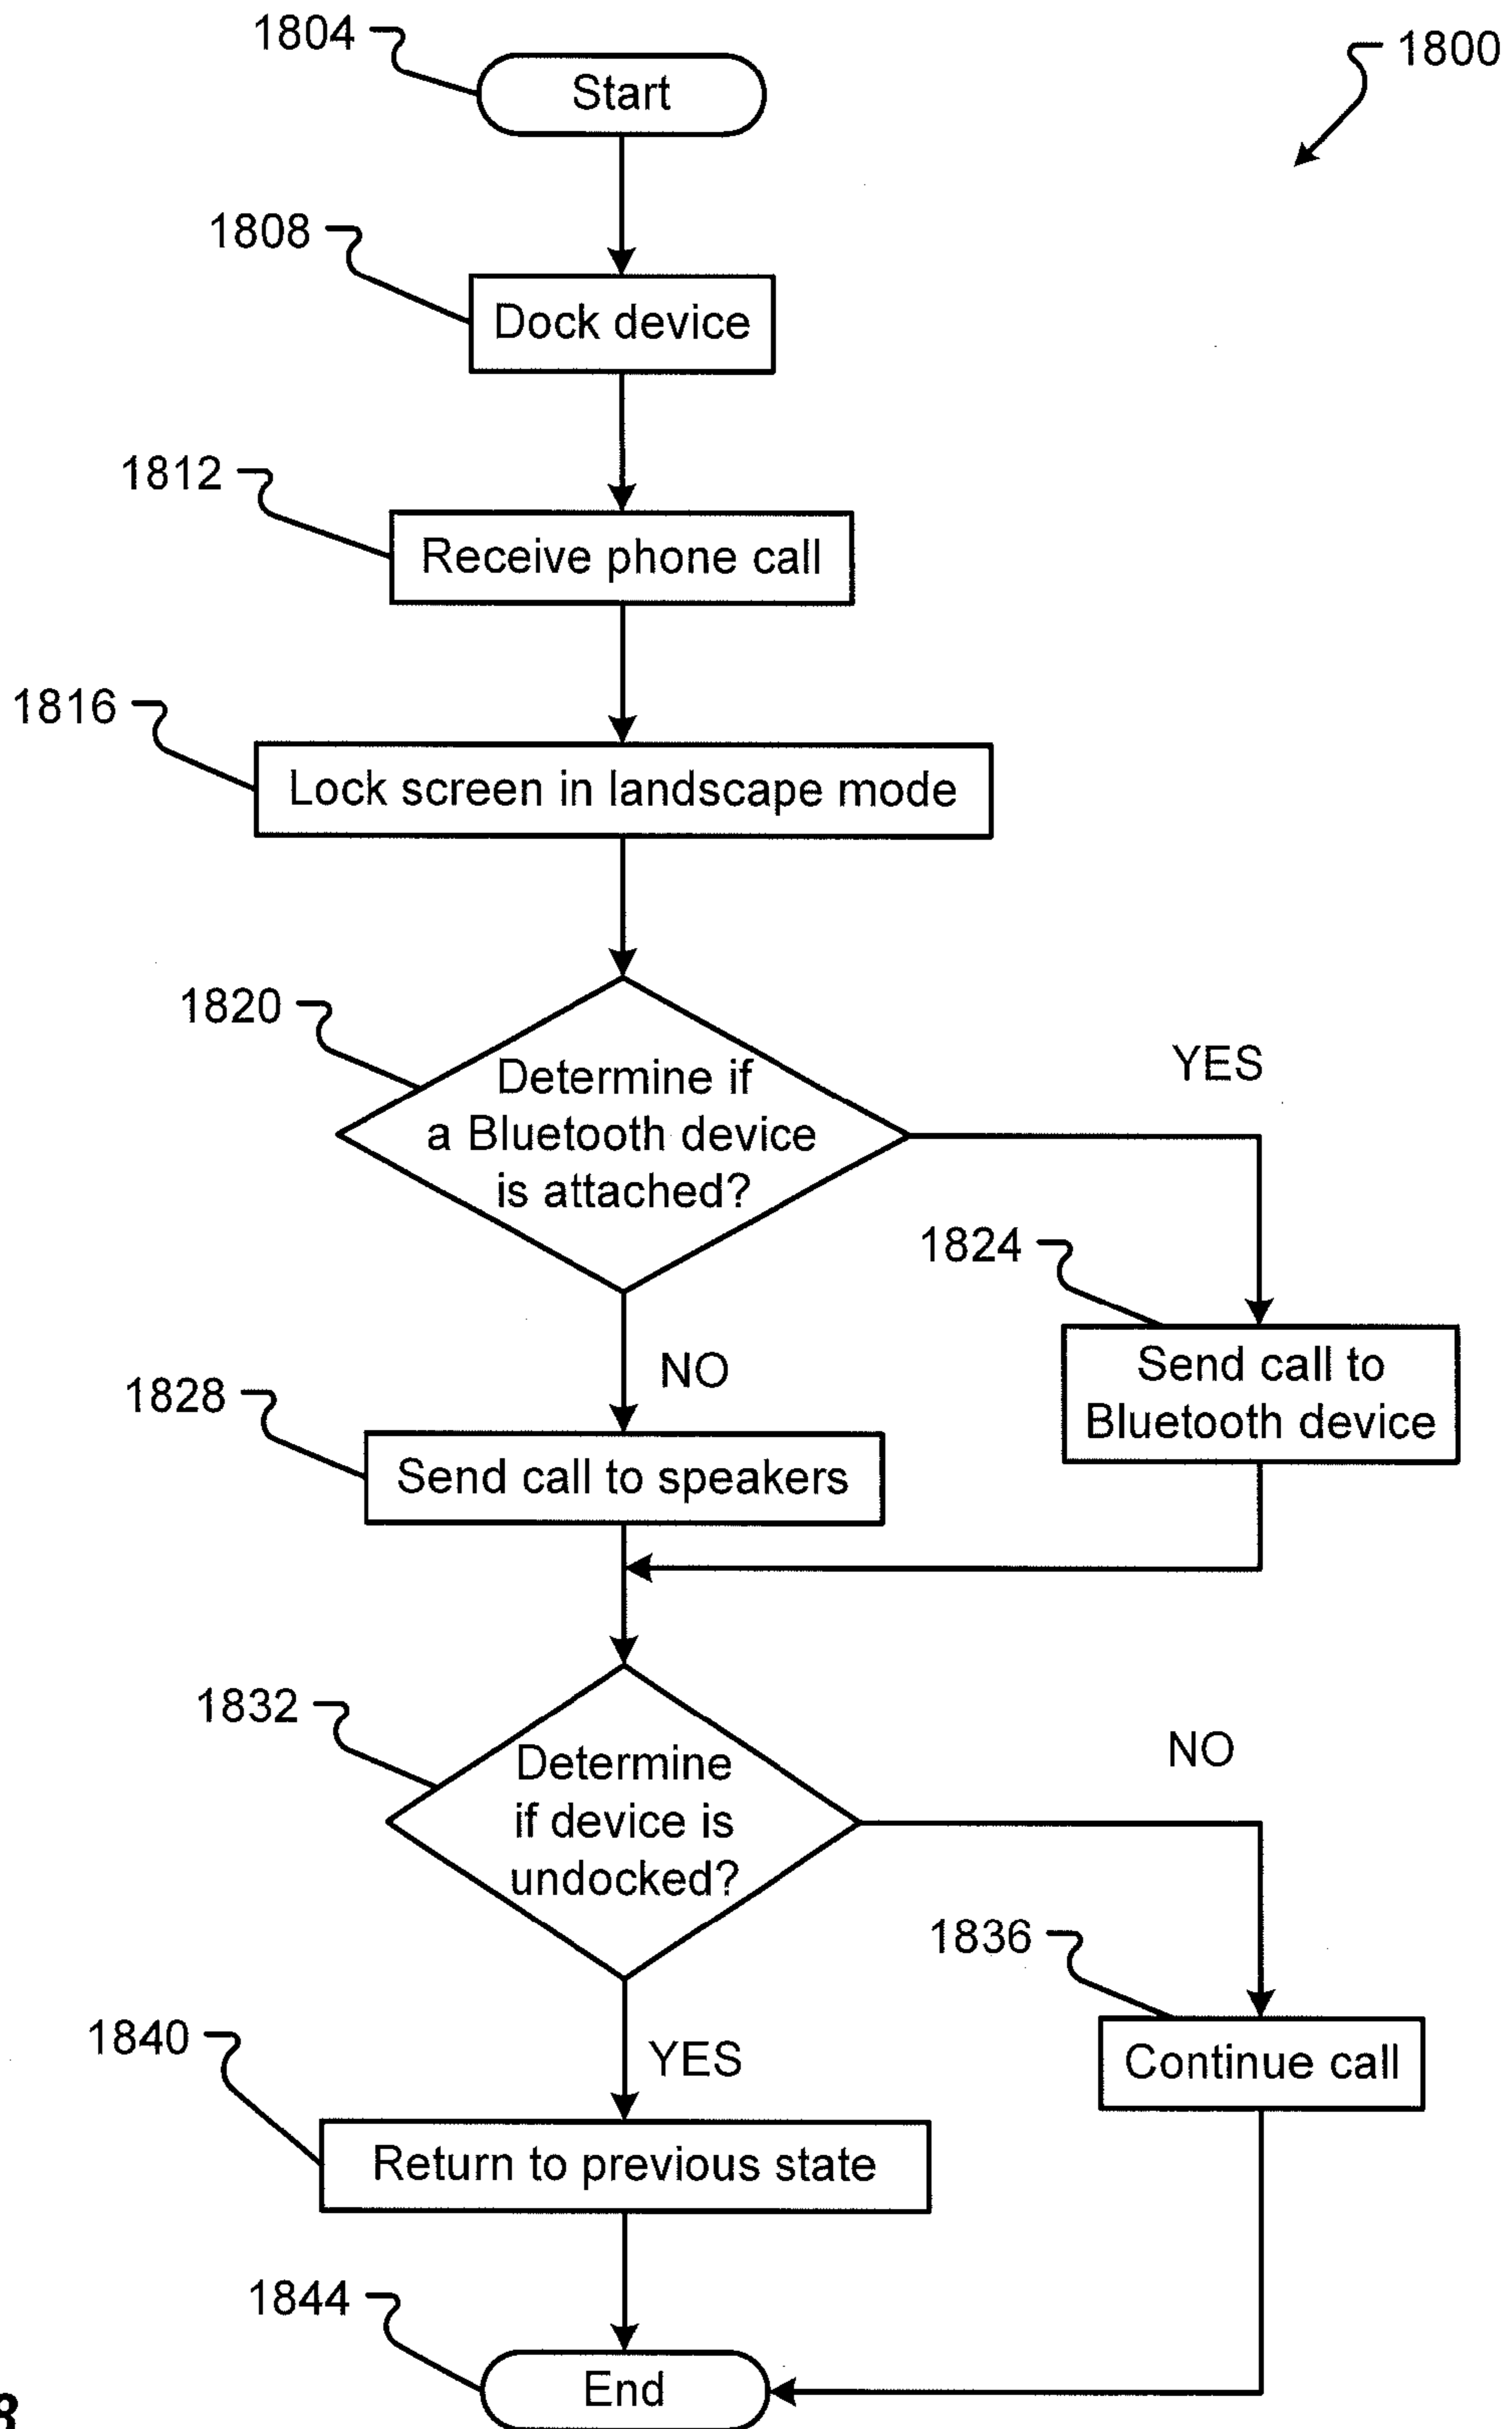 1804
Start
1800
1808
Dock device
1812
Receive phone call
1816
Lock screen in landscape mode
1820
Determine if
a Bluetooth device
is attached?
YES
1824
Send call to
Bluetooth device
NO
1828
Send call to speakers
1832
Determine
if device is
undocked?
NO
1836
Continue call
YES
1840
Return to previous state
1844
End